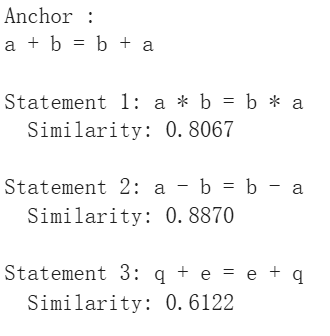 Anchor :
a + b = b + a
Statement 1: a * b = b * a
Similarity: 0.8067
Statement 2: a - b = b - a
Similarity: 0.8870
Statement 3: q + e = e + q
Similarity: 0.6122